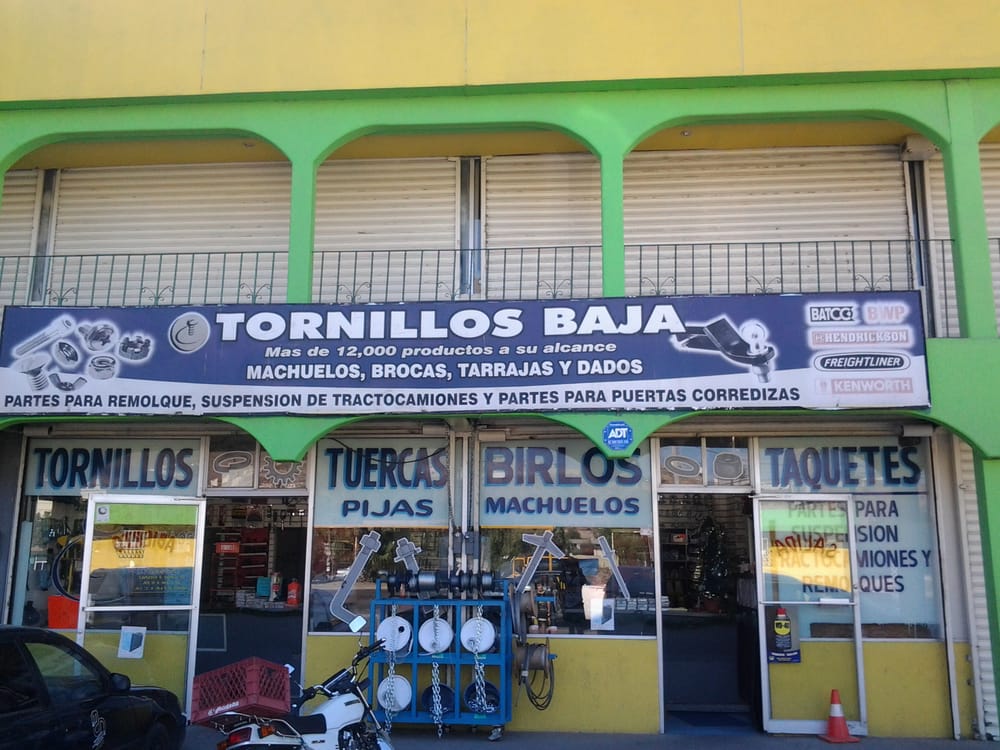 TORNILLOS BAJA
Mas de 12,000 productos a su alcance
MACHUELOS, BROCAS, TARRAJAS Y DADOS
PARTES PARA REMOLQUE, SUSPENSION DE TRACTOCAMIONES Y PARTES PARA PUERTAS CORREDIZAS
BWP
HENDRICKSON
FREIGHTLINER
KENWORTH
ADT
TORNILLOS
TUERCAS
PIJAS
BIRLOS
MACHUELOS
TAQUETES
PARTES PARA
SUSPENSION
TRACTOCAMIONES Y
REMOLQUES
WD-40